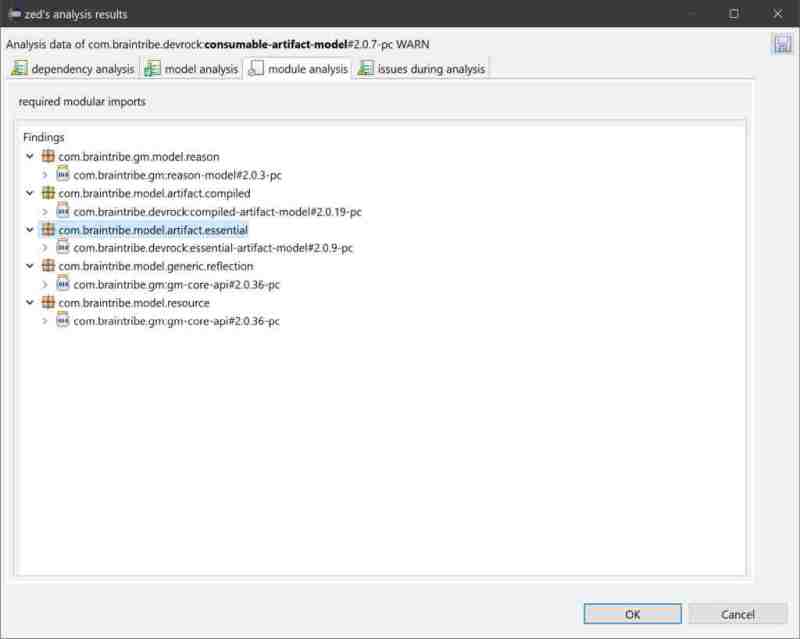 zed's analysis results
Analysis data of com.braintribe.devrock:consumable-artifact-model#2.0.7-pc WARN
dependency analysis model analysis module analysis issues during analysis
required modular imports
Findings
com.braintribe.gm.model.reason
com.braintribe.gm:reason-model#2.0.3-pc
com.braintribe.model.artifact.compiled
com.braintribe.devrock:compiled-artifact-model#2.0.19-pc
com.braintribe.model.artifact.essential
com.braintribe.devrock:essential-artifact-model#2.0.9-pc
com.braintribe.model.generic.reflection
com.braintribe.gm:gm-core-api#2.0.36-pc
com.braintribe.model.resource
com.braintribe.gm:gm-core-api#2.0.36-pc
OK Cancel